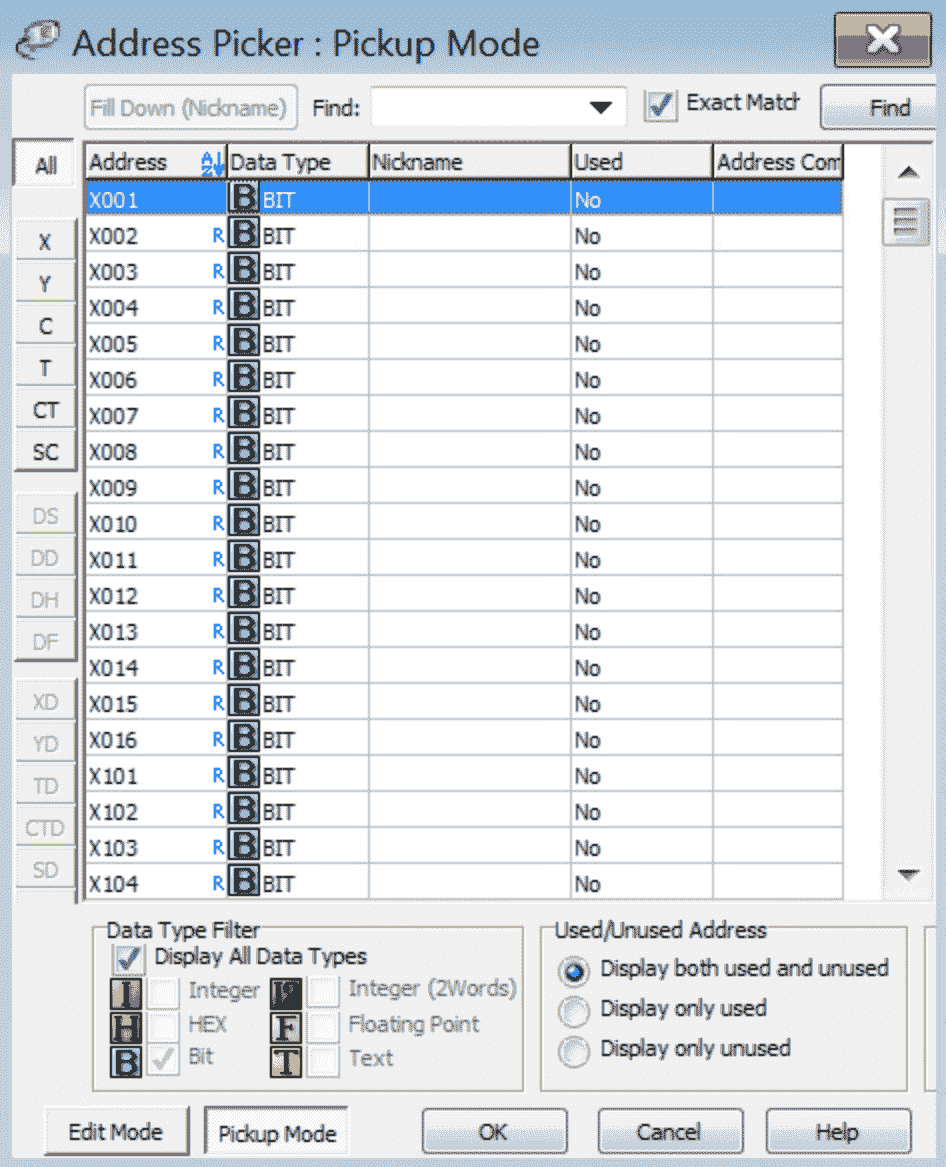 Address Picker : Pickup Mode
Fill Down (Nickname) Find: Exact Match Find
All Address Data Type Nickname Used Address Com
X001 B BIT No
X X002 R B BIT No
Y X003 R B BIT No
C X004 R B BIT No
T X005 R B BIT No
CT X006 R B BIT No
SC X007 R B BIT No
X008 R B BIT No
X009 R B BIT No
DS X010 R B BIT No
DD X011 R B BIT No
DH X012 R B BIT No
DF X013 R B BIT No
X014 R B BIT No
XD X015 R B BIT No
YD X016 R B BIT No
TD X101 R B BIT No
CTD X102 R B BIT No
SD X103 R B BIT No
X104 R B BIT No
Data Type Filter Used/Unused Address
Display All Data Types Display both used and unused
I Integer Integer (2Words) Display only used
H HEX F Floating Point Display only unused
B Bit T Text
Edit Mode Pickup Mode OK Cancel Help